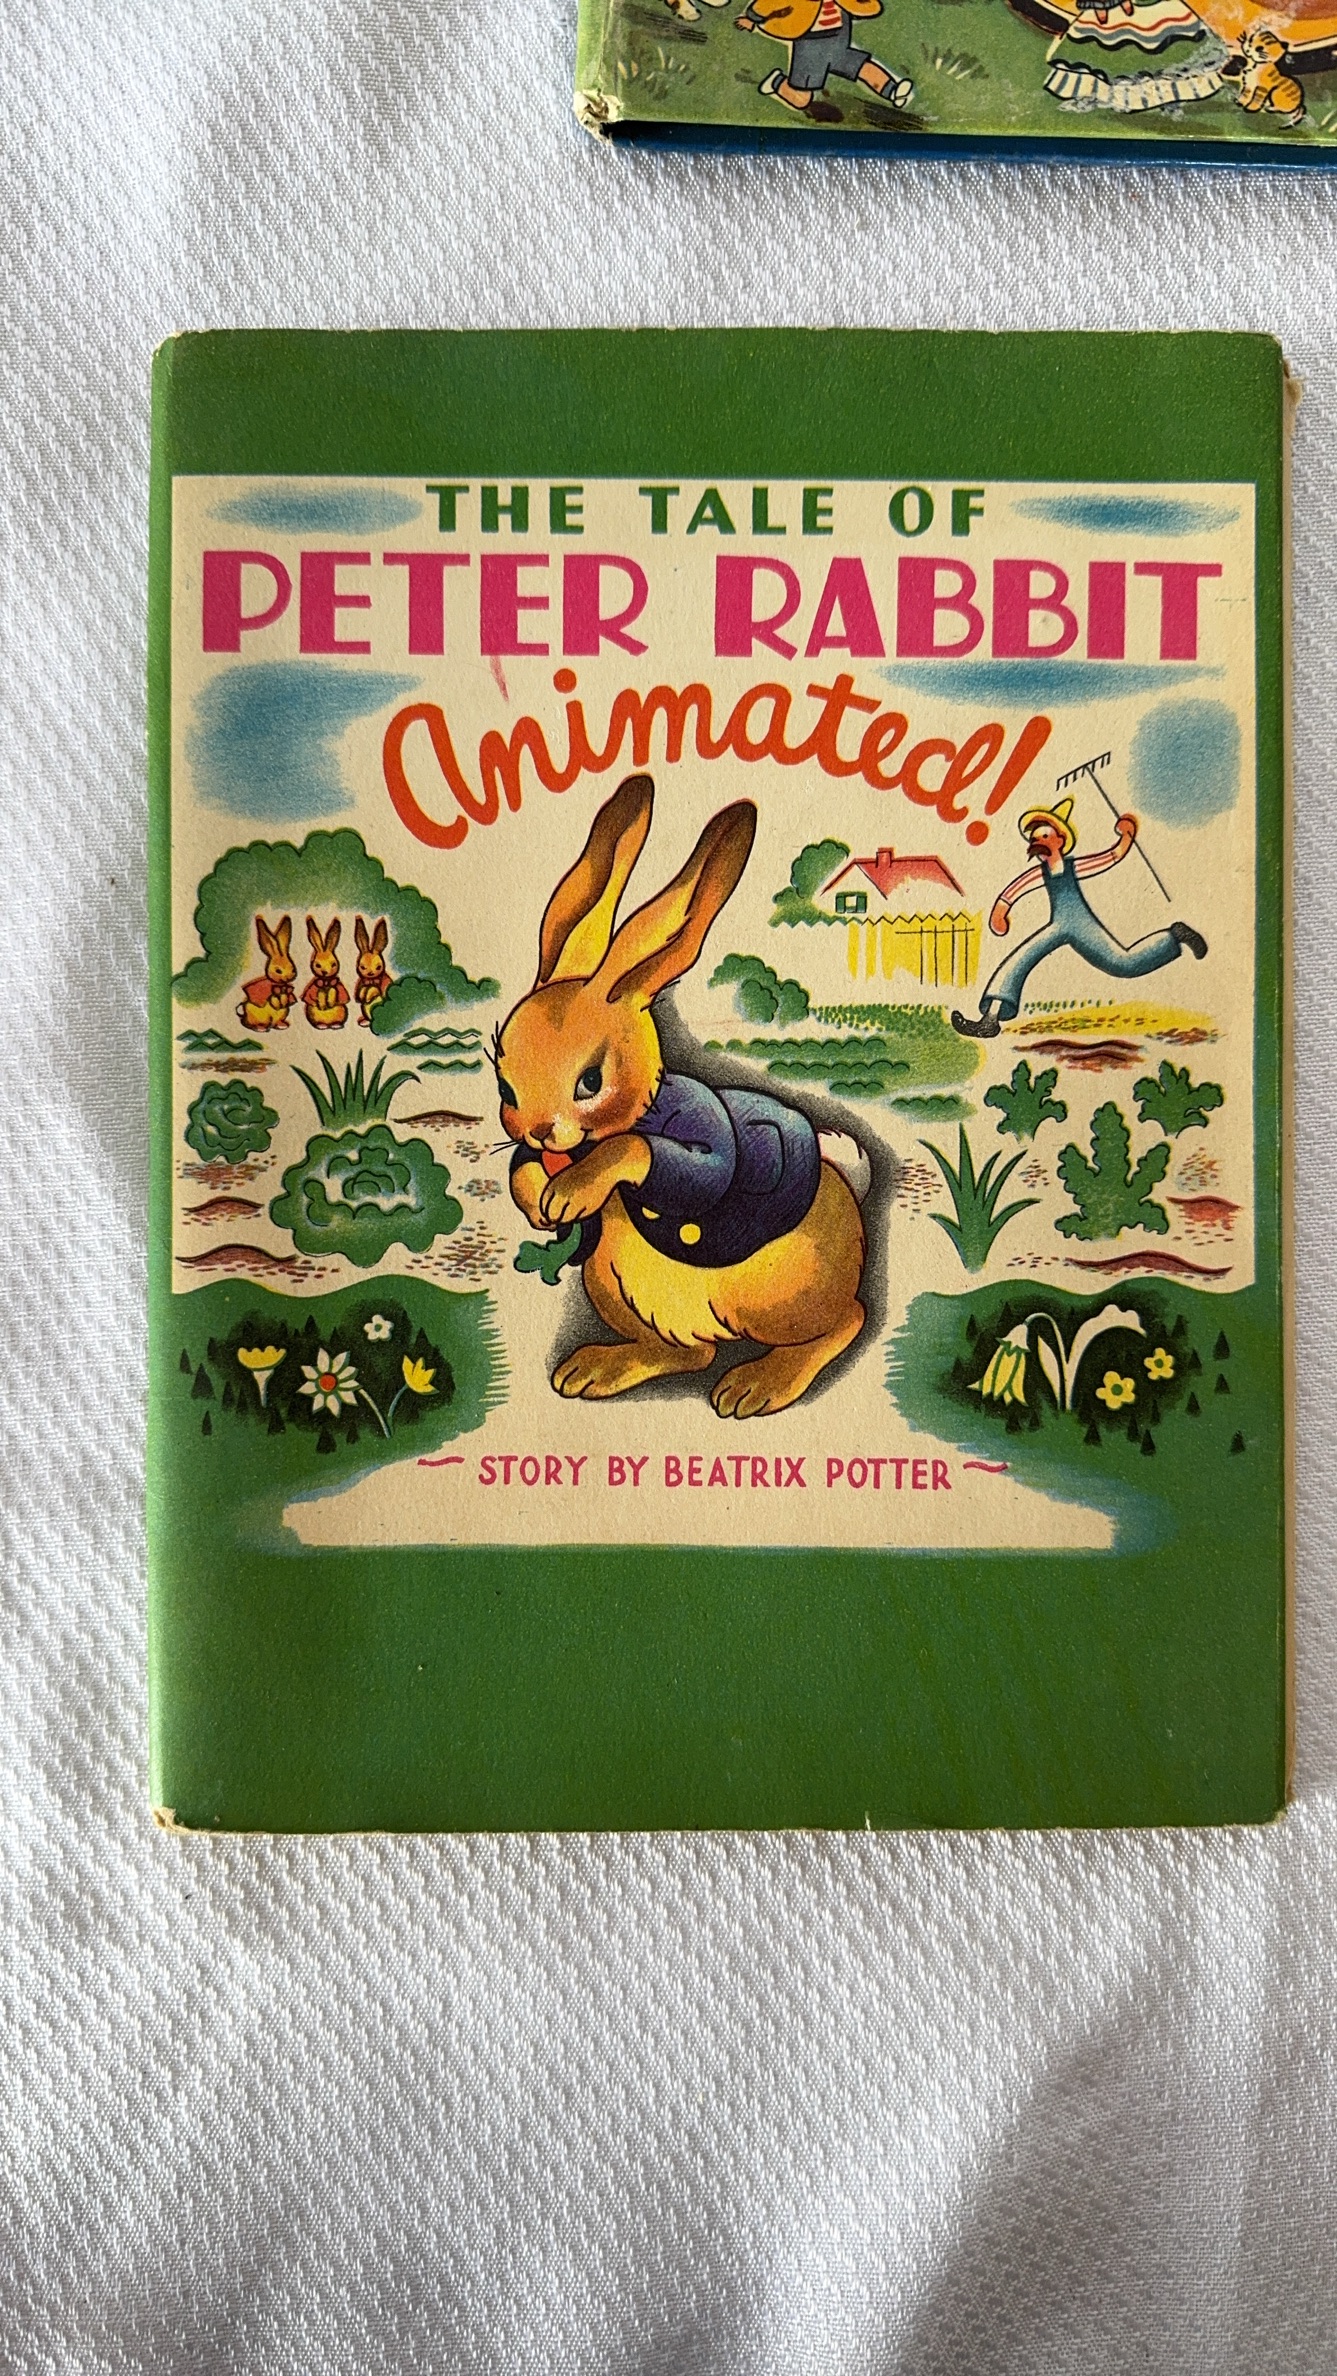 THE TALE OF
PETER RABBIT
Animated!
STORY BY BEATRIX POTTER